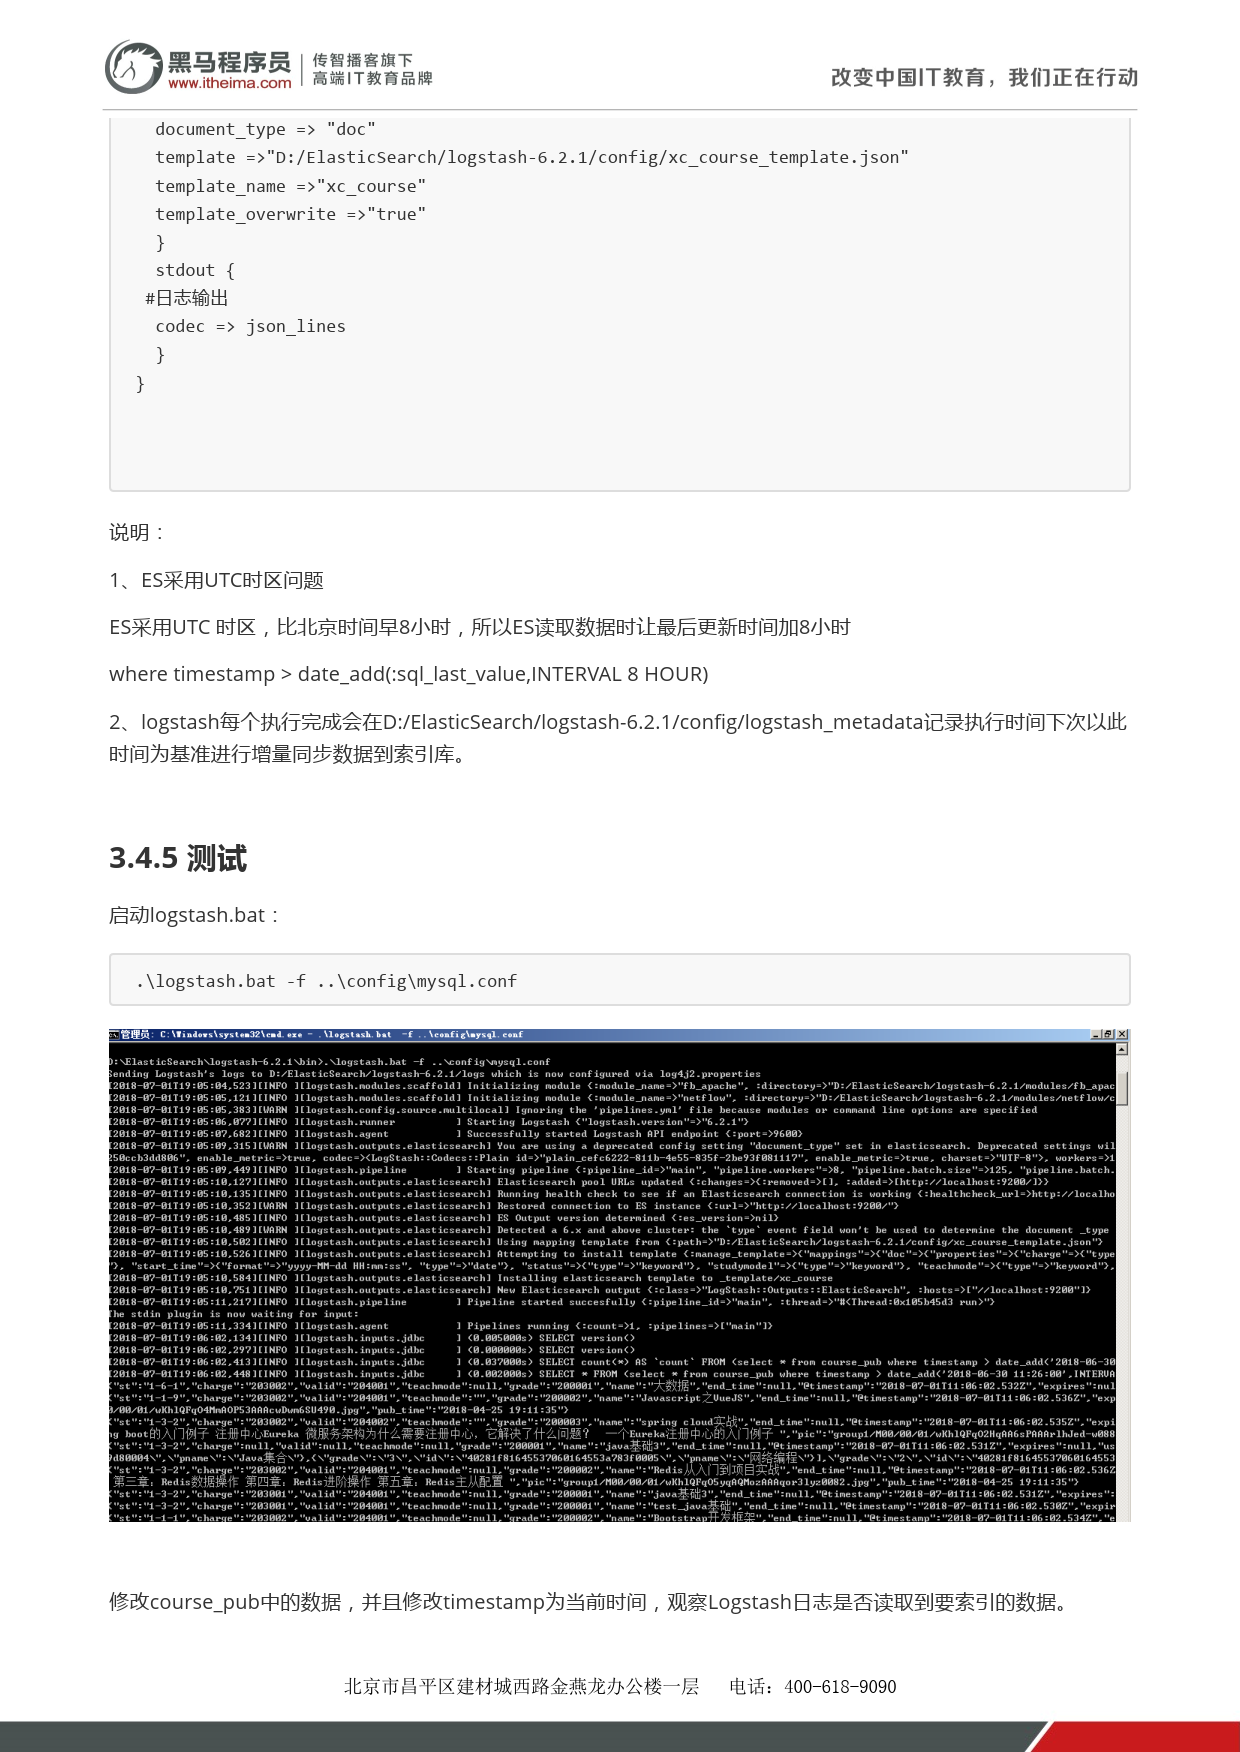 黑马程序员
www.itheima.com
传智播客旗下
高端IT教育品牌
改变中国IT教育，我们正在行动
document_type => "doc"
template =>"D:/ElasticSearch/logstash-6.2.1/config/xc_course_template.json"
template_name =>"xc_course"
template_overwrite =>"true"
}
stdout {
#日志输出
codec => json_lines
}
}
说明：
1、ES采用UTC时区问题
ES采用UTC 时区，比北京时间早8小时，所以ES读取数据时让最后更新时间加8小时
where timestamp > date_add(:sql_last_value,INTERVAL 8 HOUR)
2、logstash每个执行完成会在D:/ElasticSearch/logstash-6.2.1/config/logstash_metadata记录执行时间下次以此
时间为基准进行增量同步数据到索引库。
3.4.5 测试
启动logstash.bat：
.\logstash.bat -f ..\config\mysql.conf
管理员: C:\Windows\system32\cmd.exe - .\logstash.bat -f ..\config\mysql.conf
D:\ElasticSearch\logstash-6.2.1\bin>.\logstash.bat -f ..\config\mysql.conf
Sending Logstash's logs to D:/ElasticSearch/logstash-6.2.1/logs which is now configured via log4j2.properties
[2018-07-01T19:05:04,523][INFO ][logstash.modules.scaffold] Initializing module {:module_name=>"fb_apache", :directory=>"D:/ElasticSearch/logstash-6.2.1/modules/fb_apac
[2018-07-01T19:05:05,121][INFO ][logstash.modules.scaffold] Initializing module {:module_name=>"netflow", :directory=>"D:/ElasticSearch/logstash-6.2.1/modules/netflow/c
[2018-07-01T19:05:05,383][WARN ][logstash.config.source.multilocal] Ignoring the 'pipelines.yml' file because modules or command line options are specified
[2018-07-01T19:05:06,077][INFO ][logstash.runner ] Starting Logstash {"logstash.version"=>"6.2.1"}
[2018-07-01T19:05:07,682][INFO ][logstash.agent ] Successfully started Logstash API endpoint {:port=>9600}
[2018-07-01T19:05:09,315][WARN ][logstash.outputs.elasticsearch] You are using a deprecated config setting "document_type" set in elasticsearch. Deprecated settings wil
250ccb3dd806", enable_metric=>true, codec=><LogStash::Codecs::Plain id=>"plain_cefc6222-811b-4e55-835f-2be93f081117", enable_metric=>true, charset=>"UTF-8">, workers=>1
[2018-07-01T19:05:09,449][INFO ][logstash.pipeline ] Starting pipeline {:pipeline_id=>"main", "pipeline.workers"=>8, "pipeline.batch.size"=>125, "pipeline.batch.
[2018-07-01T19:05:10,127][INFO ][logstash.outputs.elasticsearch] Elasticsearch pool URLs updated {:changes=>{:removed=>[], :added=>[http://localhost:9200/]}}
[2018-07-01T19:05:10,135][INFO ][logstash.outputs.elasticsearch] Running health check to see if an Elasticsearch connection is working {:healthcheck_url=>http://localho
[2018-07-01T19:05:10,352][WARN ][logstash.outputs.elasticsearch] Restored connection to ES instance {:url=>"http://localhost:9200/"}
[2018-07-01T19:05:10,485][INFO ][logstash.outputs.elasticsearch] ES Output version determined {:es_version=>nil}
[2018-07-01T19:05:10,489][WARN ][logstash.outputs.elasticsearch] Detected a 6.x and above cluster: the `type` event field won't be used to determine the document _type
[2018-07-01T19:05:10,502][INFO ][logstash.outputs.elasticsearch] Using mapping template from {:path=>"D:/ElasticSearch/logstash-6.2.1/config/xc_course_template.json"}
[2018-07-01T19:05:10,526][INFO ][logstash.outputs.elasticsearch] Attempting to install template {:manage_template=>{"mappings"=>{"doc"=>{"properties"=>{"charge"=>{"type
"}, "start_time"=>{"format"=>"yyyy-MM-dd HH:mm:ss", "type"=>"date"}, "status"=>{"type"=>"keyword"}, "studymodel"=>{"type"=>"keyword"}, "teachmode"=>{"type"=>"keyword"},
[2018-07-01T19:05:10,584][INFO ][logstash.outputs.elasticsearch] Installing elasticsearch template to _template/xc_course
[2018-07-01T19:05:10,751][INFO ][logstash.outputs.elasticsearch] New Elasticsearch output {:class=>"LogStash::Outputs::ElasticSearch", :hosts=>["//localhost:9200"]}
[2018-07-01T19:05:11,217][INFO ][logstash.pipeline ] Pipeline started succesfully {:pipeline_id=>"main", :thread=>"#<Thread:0x105b45d3 run>"}
The stdin plugin is now waiting for input:
[2018-07-01T19:05:11,334][INFO ][logstash.agent ] Pipelines running {:count=>1, :pipelines=>["main"]}
[2018-07-01T19:06:02,134][INFO ][logstash.inputs.jdbc ] (0.005000s) SELECT version()
[2018-07-01T19:06:02,297][INFO ][logstash.inputs.jdbc ] (0.000000s) SELECT version()
[2018-07-01T19:06:02,413][INFO ][logstash.inputs.jdbc ] (0.037000s) SELECT count(*) AS `count` FROM (select * from course_pub where timestamp > date_add('2018-06-30
[2018-07-01T19:06:02,448][INFO ][logstash.inputs.jdbc ] (0.002000s) SELECT * FROM (select * from course_pub where timestamp > date_add('2018-06-30 11:26:00',INTERVA
{"st":"1-6-1","charge":"203002","valid":"204001","teachmode":null,"grade":"200001","name":"大数据","end_time":null,"@timestamp":"2018-07-01T11:06:02.532Z","expires":nul
{"st":"1-1-9","charge":"203002","valid":"204001","teachmode":"","grade":"200002","name":"Javascript之VueJS","end_time":null,"@timestamp":"2018-07-01T11:06:02.536Z","exp
{"st":"1-3-2","charge":"203002","valid":"204002","teachmode":"","grade":"200003","name":"spring cloud实战","end_time":null,"@timestamp":"2018-07-01T11:06:02.535Z","expi
ng boot的入门例子 注册中心Eureka 微服务架构为什么需要注册中心，它解决了什么问题？ 一个Eureka注册中心的入门例子
{"st":"1-3-2","charge":null,"valid":null,"teachmode":null,"grade":"200001","name":"java基础3","end_time":null,"@timestamp":"2018-07-01T11:06:02.531Z","expires":null,"us
{"st":"1-3-2","charge":"203002","valid":"204001","teachmode":null,"grade":"200002","name":"Redis从入门到项目实战","end_time":null,"@timestamp":"2018-07-01T11:06:02.536Z
第三章：Redis数据操作 第四章：Redis进阶操作 第五章：Redis主从配置
{"st":"1-3-2","charge":"203002","valid":"204001","teachmode":null,"grade":"200001","name":"java基础3","end_time":null,"@timestamp":"2018-07-01T11:06:02.534Z","expires":
{"st":"1-3-2","charge":"203001","valid":"204001","teachmode":null,"grade":"200001","name":"test_java基础","end_time":null,"@timestamp":"2018-07-01T11:06:02.530Z","expir
{"st":"1-1-1","charge":"203002","valid":"204001","teachmode":null,"grade":"200002","name":"Bootstrap开发框架","end_time":null,"@timestamp":"2018-07-01T11:06:02.534Z","e
修改course_pub中的数据，并且修改timestamp为当前时间，观察Logstash日志是否读取到要索引的数据。
北京市昌平区建材城西路金燕龙办公楼一层 电话：400-618-9090